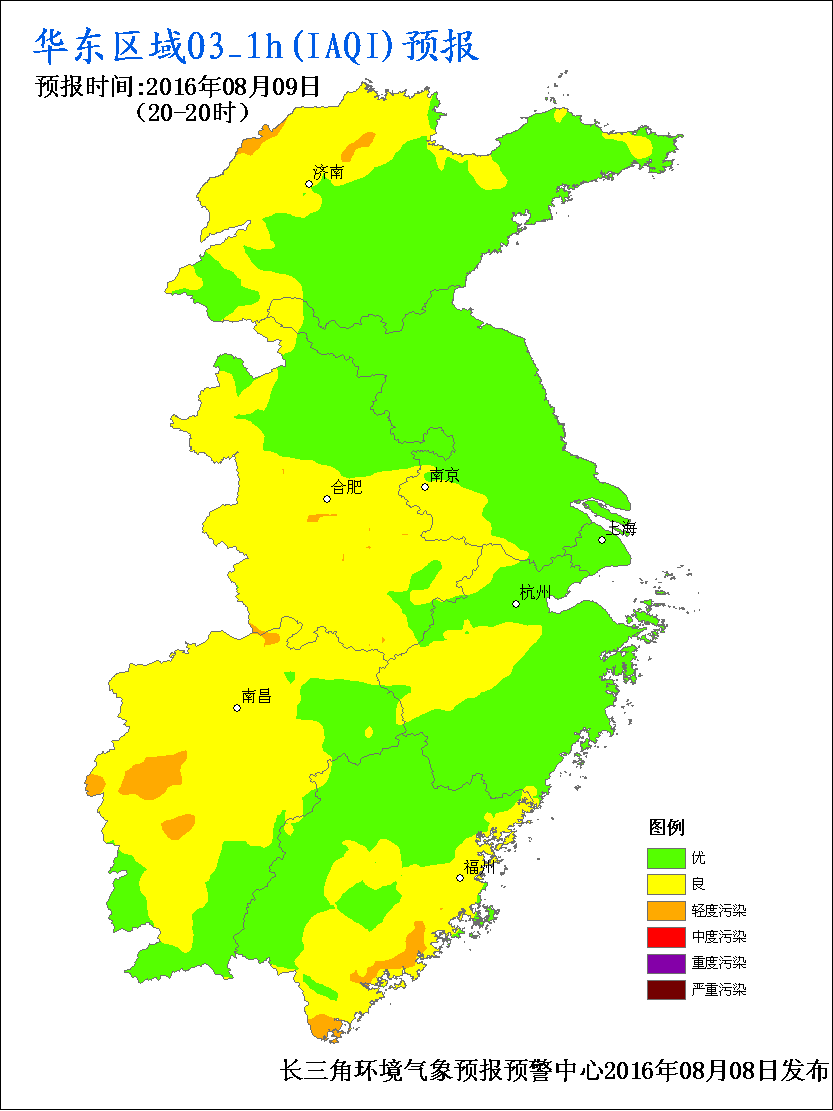 华东区域O3_1h(IAQI)预报
预报时间:2016年08月09日
（20-20时）
济南
南京
合肥
上海
杭州
南昌
福州
图例
优
良
轻度污染
中度污染
重度污染
严重污染
长三角环境气象预报预警中心2016年08月08日发布